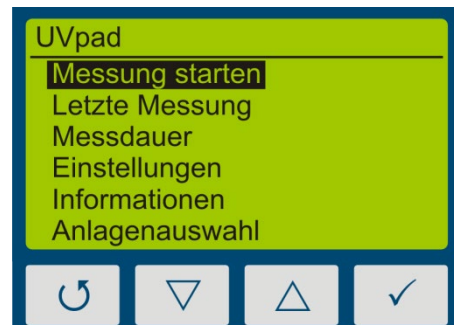 UVpad
Messung starten
Letzte Messung
Messdauer
Einstellungen
Informationen
Anlagenauswahl